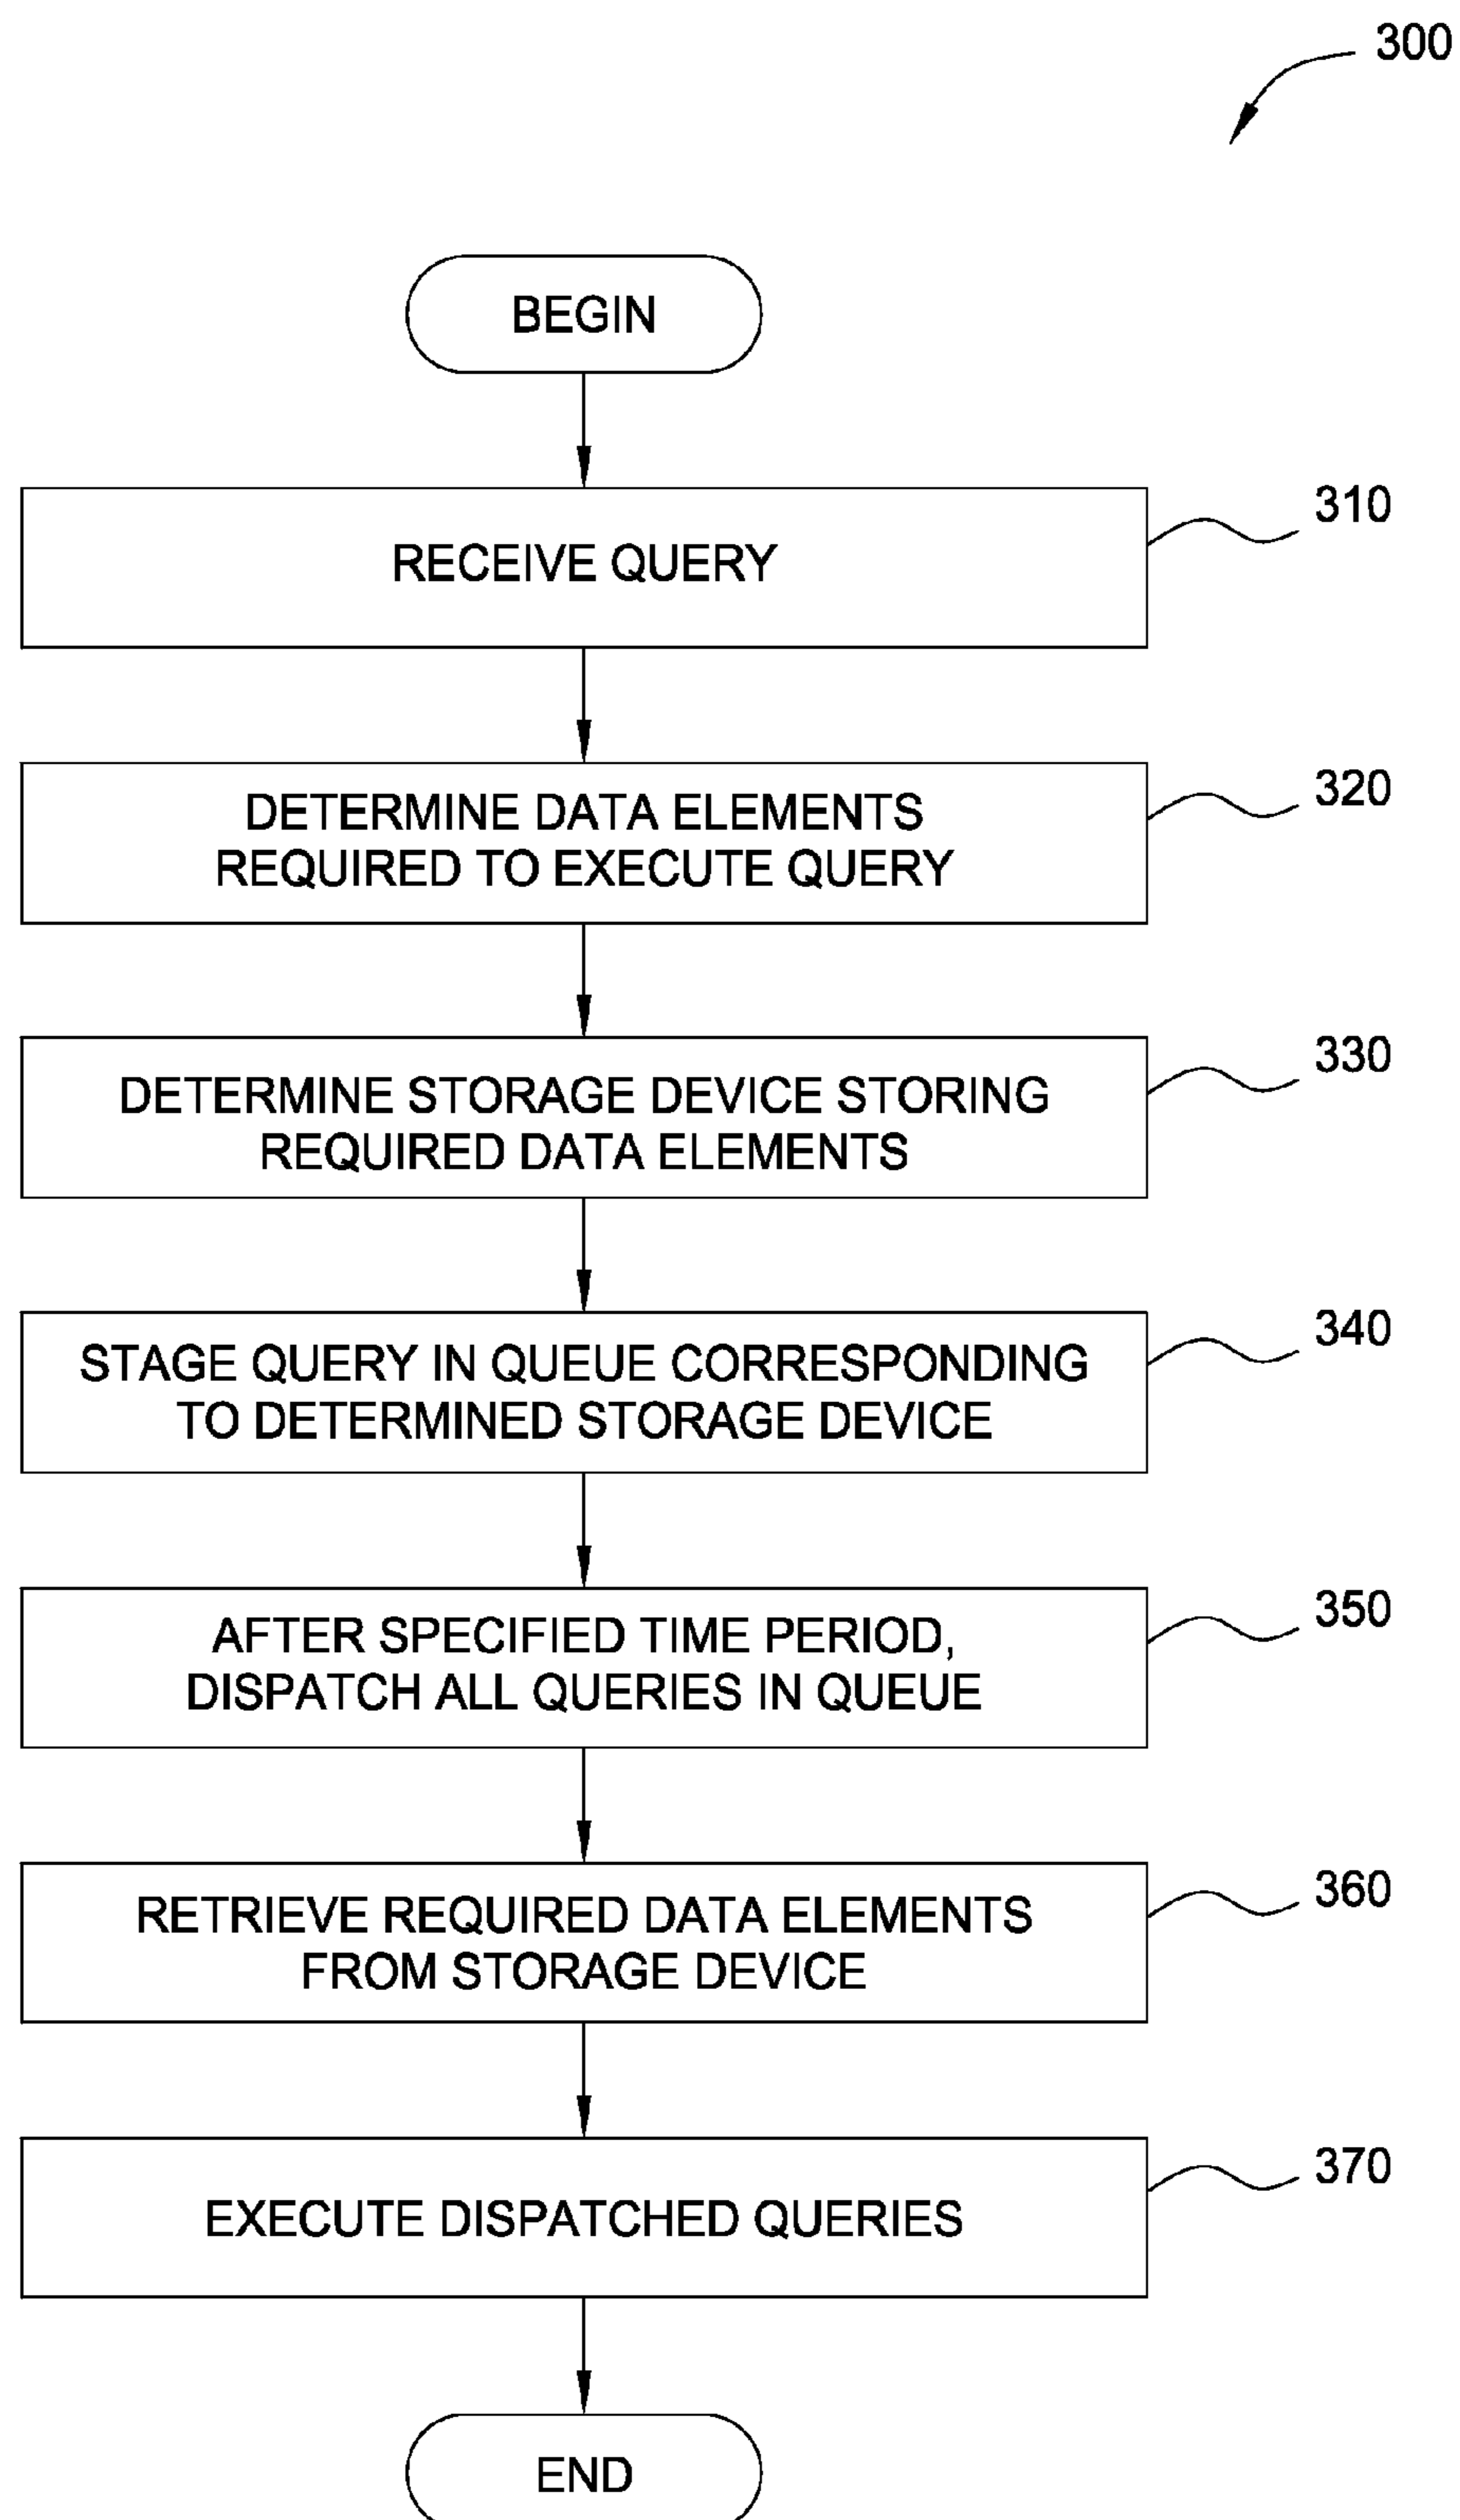 300
BEGIN
RECEIVE QUERY
310
DETERMINE DATA ELEMENTS
REQUIRED TO EXECUTE QUERY
320
DETERMINE STORAGE DEVICE STORING
REQUIRED DATA ELEMENTS
330
STAGE QUERY IN QUEUE CORRESPONDING
TO DETERMINED STORAGE DEVICE
340
AFTER SPECIFIED TIME PERIOD,
DISPATCH ALL QUERIES IN QUEUE
350
RETRIEVE REQUIRED DATA ELEMENTS
FROM STORAGE DEVICE
360
EXECUTE DISPATCHED QUERIES
370
END